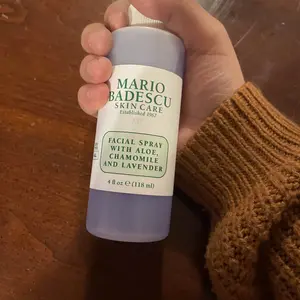 MARIO
BADESCU
SKIN CARE
Established 1967
FACIAL SPRAY
WITH ALOE,
CHAMOMILE
AND LAVENDER
4 fl oz ℮ (118 ml)